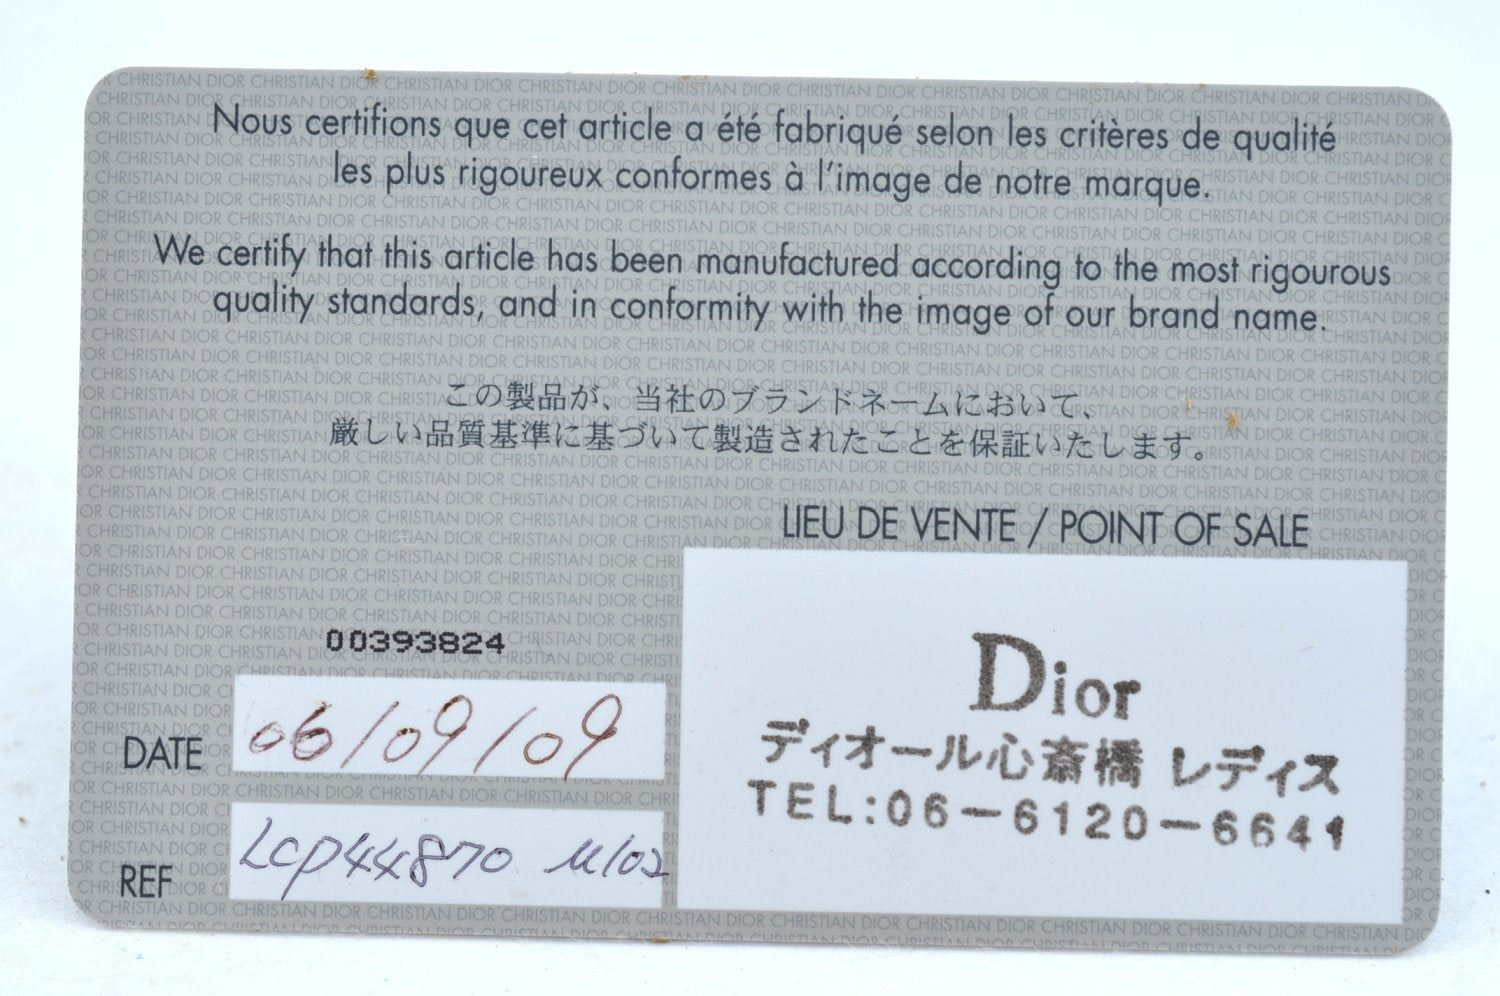 Nous certifions que cet article a été fabriqué selon les critères de qualité
les plus rigoureux conformes à l'image de notre marque.
We certify that this article has been manufactured according to the most rigourous
quality standards, and in conformity with the image of our brand name.
この製品が、当社のブランドネームにおいて、
厳しい品質基準に基づいて製造されたことを保証いたします。
LIEU DE VENTE / POINT OF SALE
00393824
DATE 06/09/09
REF LCP44870 M102
Dior
ディオール心斎橋 レディス
TEL:06-6120-6641